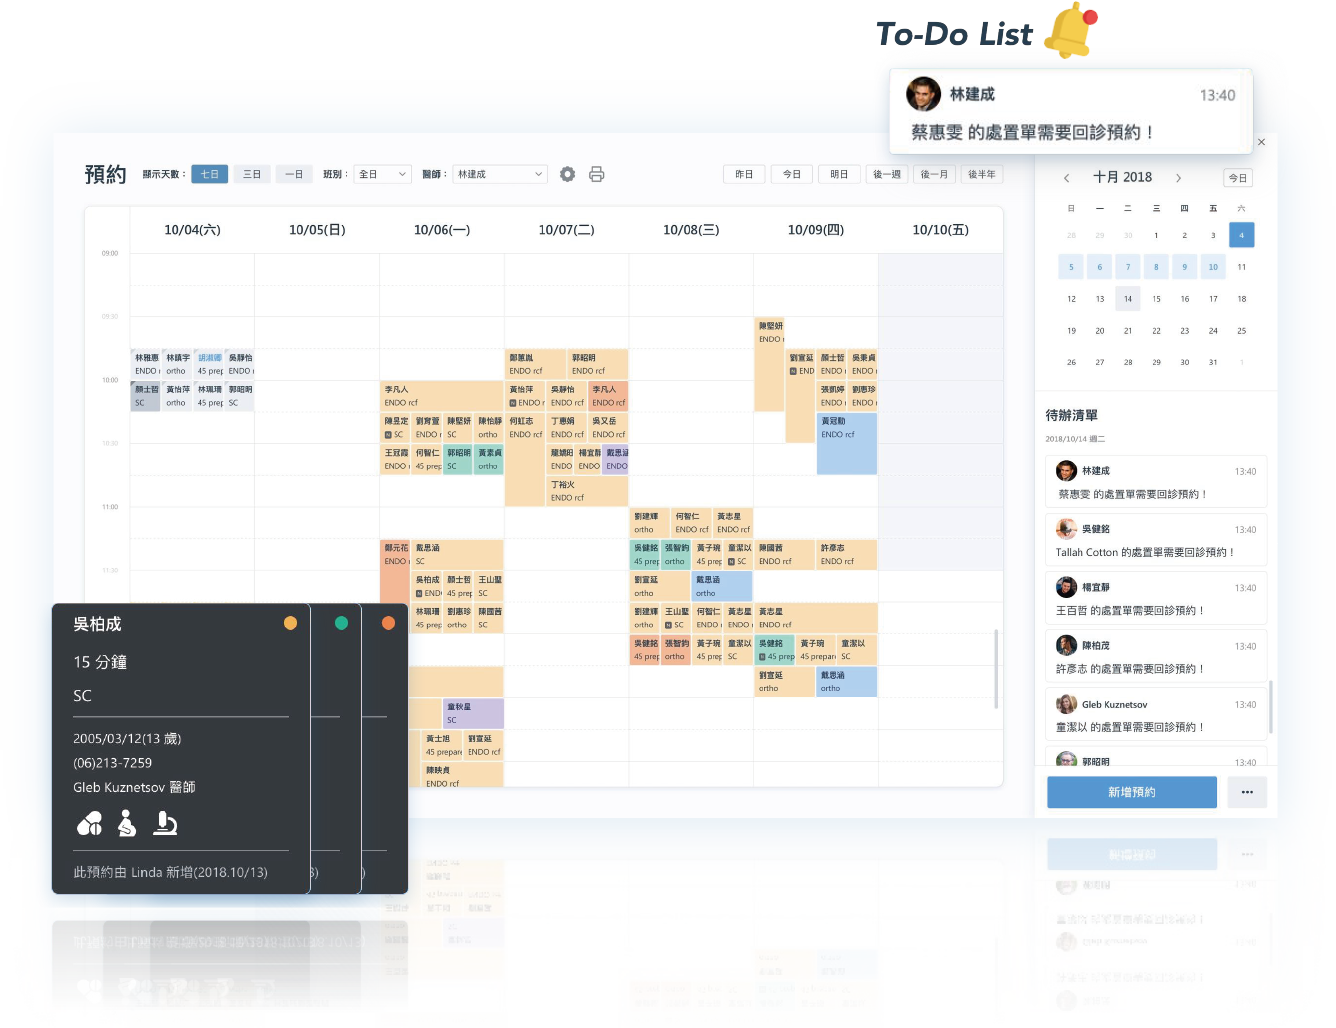 To-Do List
林建成 13:40
蔡惠雯 的處置單需要回診預約！
預約 顯示天數： 七日 三日 一日 班別： 全日 醫師： 林建成 昨日 今日 明日 後一週 後一月 後半年
10/04(六) 10/05(日) 10/06(一) 10/07(二) 10/08(三) 10/09(四) 10/10(五)
09:00
09:30
陳堅妍
ENDO
林雅惠 林鎮宇 胡淑卿 吳靜怡 鄭蕙胤 郭昭明 劉宣延 顏士哲 吳秉貞
ENDO ortho 45 prep ENDO ENDO rcf ENDO rcf N END ENDO ENDO
10:00
顏士哲 黃怡萍 林珮珊 郭昭明 李凡人 黃怡萍 吳靜怡 李凡人 張凱婷 劉惠珍
SC ortho 45 prep SC ENDO rcf N ENDO r ENDO rcf ENDO rcf ENDO ENDO rcf
陳昱定 劉育萱 陳堅妍 陳怡靜 何虹志 丁惠娟 吳又岳 黃冠勳
N SC ENDO SC ortho ENDO rcf ENDO rcf ENDO rcf ENDO rcf
10:30
王冠霞 何智仁 郭昭明 黃素貞 龍嬌旺 楊宜靜 戴思涵
ENDO 45 prep SC ortho ENDO ENDO ENDO
丁裕火
ENDO rcf
11:00
劉建輝 何智仁 黃志星
ortho ENDO rcf ENDO rcf
鄭元花 戴思涵 吳健銘 張智鈞 黃子珮 童潔以 陳國茜 許彥志
ENDO SC 45 prep ortho 45 prep N SC ENDO rcf ENDO rcf
11:30
吳柏成 顏士哲 王山墅 劉宣延 戴思涵
N END 45 prep SC ortho ortho
林珮珊 劉惠珍 陳國茜 劉建輝 王山墅 何智仁 黃志星 黃志星
45 prep ortho ENDO rcf ortho N SC ENDO ENDO ENDO rcf
吳健銘 張智鈞 黃子珮 童潔以 吳健銘 黃子珮 童潔以
45 prep ortho 45 prep SC N 45 prep 45 prepar SC
劉宣延 戴思涵
ortho ortho
童秋星
SC
黃士旭 劉宣延
45 prepar ENDO rcf
陳映貞
ENDO rcf
吳柏成
15 分鐘
SC
2005/03/12(13 歲)
(06)213-7259
Gleb Kuznetsov 醫師
此預約由 Linda 新增(2018.10/13) 3) )
十月 2018 今日
日 一 二 三 四 五 六
28 29 30 1 2 3 4
5 6 7 8 9 10 11
12 13 14 15 16 17 18
19 20 21 22 23 24 25
26 27 28 29 30 31 1
待辦清單
2018/10/14 週二
林建成 13:40
蔡惠雯 的處置單需要回診預約！
吳健銘 13:40
Tallah Cotton 的處置單需要回診預約！
楊宜靜 13:40
王百哲 的處置單需要回診預約！
陳柏茂 13:40
許彥志 的處置單需要回診預約！
Gleb Kuznetsov 13:40
童潔以 的處置單需要回診預約！
郭昭明 13:40
新增預約